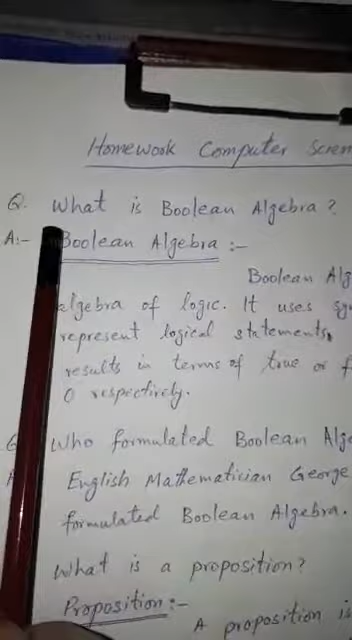 Homework Computer Scien
Q. What is Boolean Algebra?
A:- Boolean Algebra :-
Boolean Alg
algebra of logic. It uses sy
represent logical statements,
results in terms of true or f
0 respectively.
Who formulated Boolean Alg
English Mathematician George
formulated Boolean Algebra.
What is a proposition?
Proposition :-
A proposition is